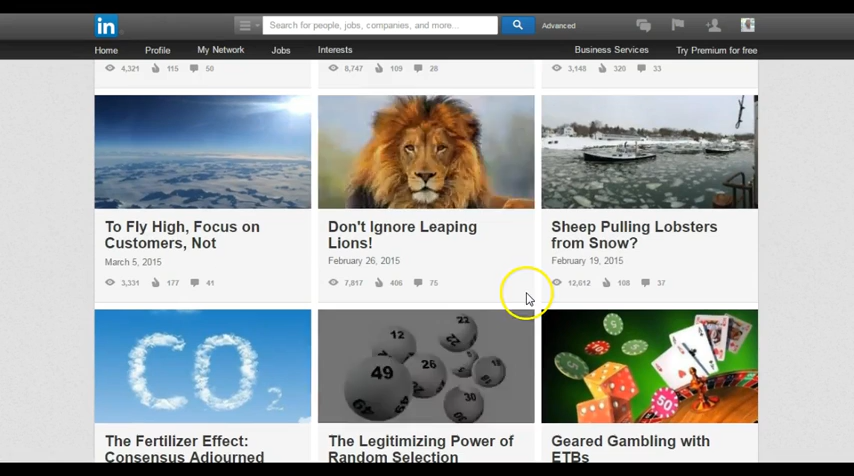 in
Search for people, jobs, companies, and more...
Advanced
Home
Profile
My Network
Jobs
Interests
Business Services
Try Premium for free
4,321 115 50
8,747 109 28
3,148 320 33
To Fly High, Focus on
Customers, Not
March 5, 2015
3,331 177 41
Don't Ignore Leaping
Lions!
February 26, 2015
7,817 406 75
Sheep Pulling Lobsters
from Snow?
February 19, 2015
12,612 108 37
CO2
The Fertilizer Effect:
Consensus Adjourned
22
12
49
26
30
The Legitimizing Power of
Random Selection
5
10
50
Geared Gambling with
ETBs